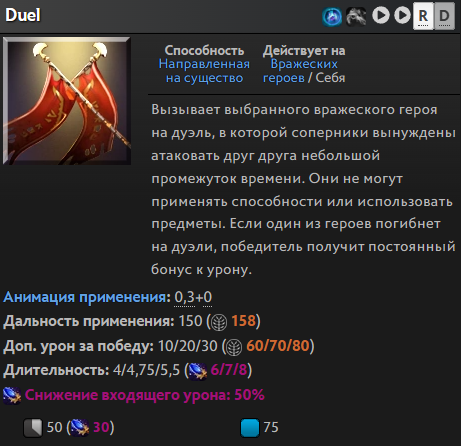 Duel
R D
Способность
Направленная
на существо
Действует на
Вражеских
героев / Себя
Вызывает выбранного вражеского героя
на дуэль, в которой соперники вынуждены
атаковать друг друга небольшой
промежуток времени. Они не могут
применять способности или использовать
предметы. Если один из героев погибнет
на дуэли, победитель получит постоянный
бонус к урону.
Анимация применения: 0,3+0
Дальность применения: 150 ( 158)
Доп. урон за победу: 10/20/30 ( 60/70/80)
Длительность: 4/4,75/5,5 ( 6/7/8)
Снижение входящего урона: 50%
50 ( 30) 75